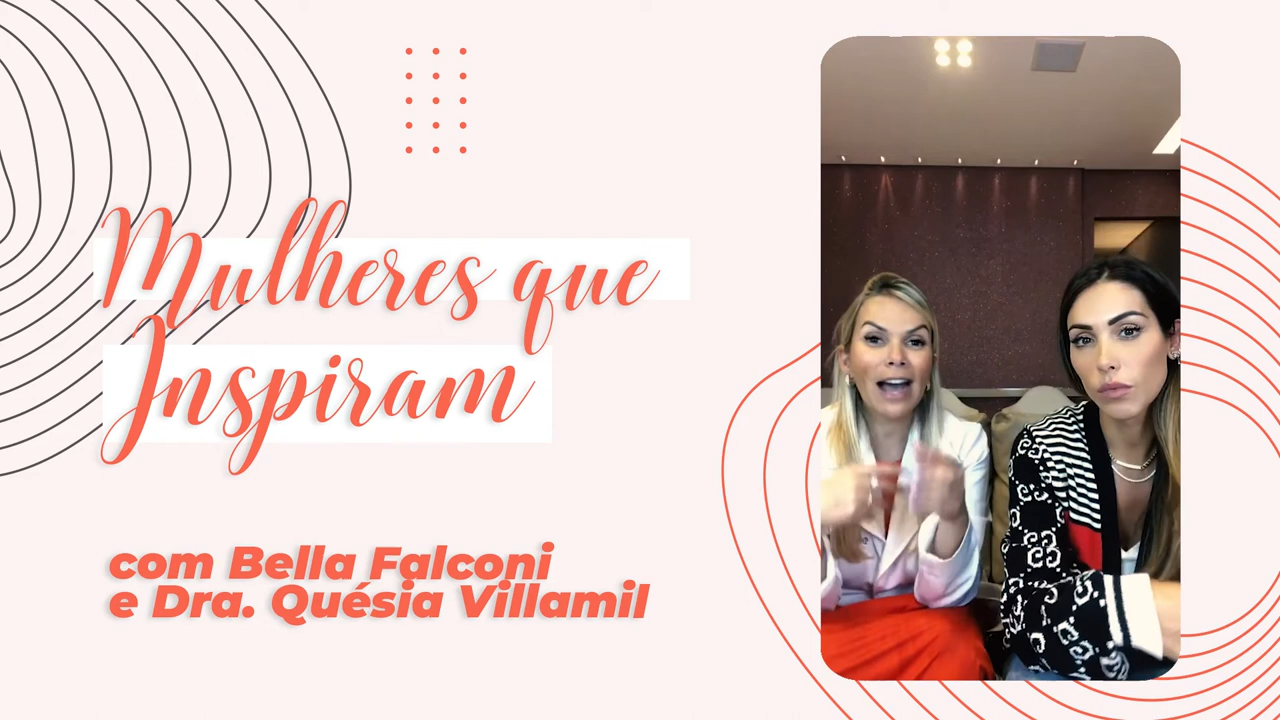 Mulheres que
Inspiram
com Bella Falconi
e Dra. Quésia Villamil